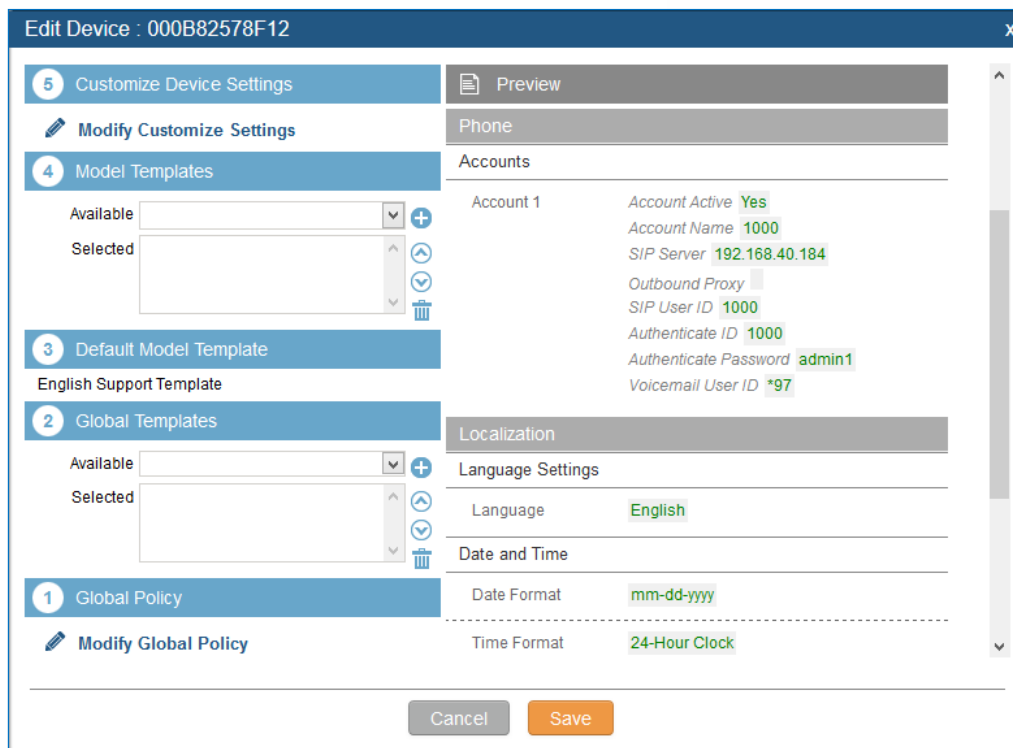 Edit Device : 000B82578F12
x
5 Customize Device Settings
Modify Customize Settings
4 Model Templates
Available
Selected
3 Default Model Template
English Support Template
2 Global Templates
Available
Selected
1 Global Policy
Modify Global Policy
Preview
Phone
Accounts
Account 1
Account Active Yes
Account Name 1000
SIP Server 192.168.40.184
Outbound Proxy
SIP User ID 1000
Authenticate ID 1000
Authenticate Password admin1
Voicemail User ID *97
Localization
Language Settings
Language English
Date and Time
Date Format mm-dd-yyyy
Time Format 24-Hour Clock
Cancel
Save